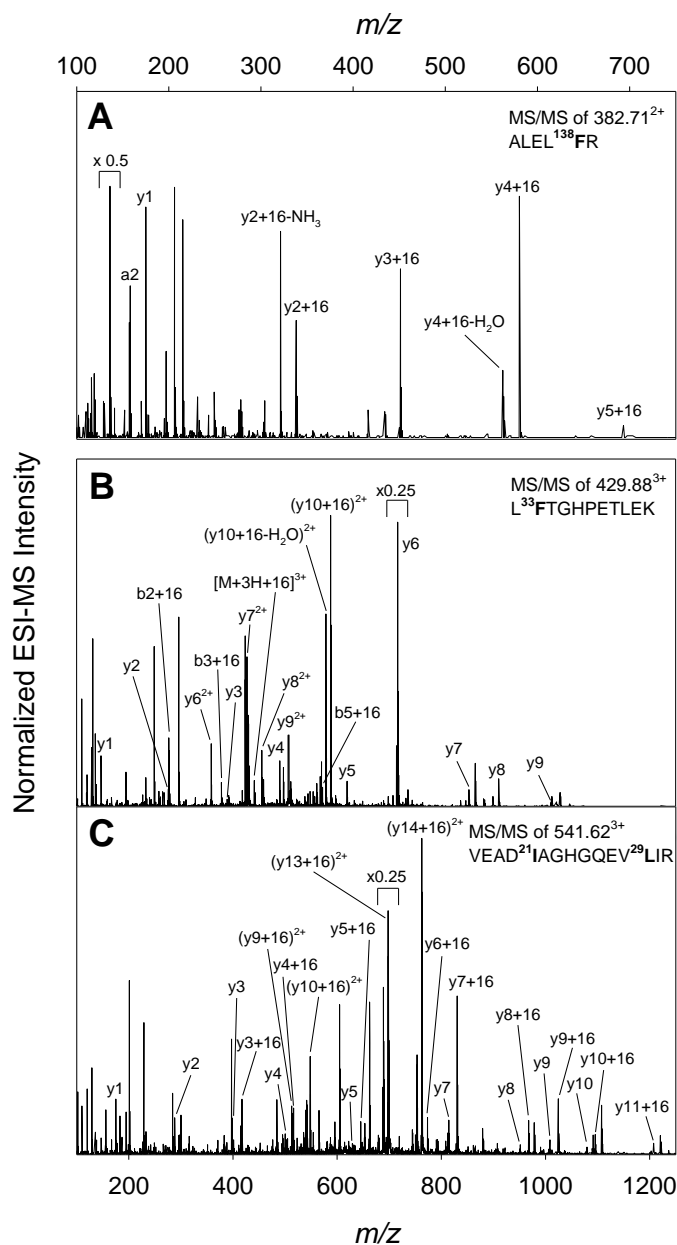 m/z
100 200 300 400 500 600 700
A
MS/MS of 382.71²⁺
ALEL¹³⁸FR
x 0.5
y1
a2
y2+16-NH₃
y2+16
y3+16
y4+16
y4+16-H₂O
y5+16
B
MS/MS of 429.88³⁺
L³³FTGHPETLEK
(y10+16)²⁺
x0.25
(y10+16-H₂O)²⁺
y6
[M+3H+16]³⁺
b2+16
y7²⁺
b3+16
y2
y3
y8²⁺
y6²⁺
y9²⁺
b5+16
y1
y4
y5
y7
y8
y9
Normalized ESI-MS Intensity
C
MS/MS of 541.62³⁺
VEAD²¹IAGHGQEV²⁹LIR
(y14+16)²⁺
(y13+16)²⁺
x0.25
(y9+16)²⁺
y5+16
y4+16
y6+16
y3
(y10+16)²⁺
y7+16
y3+16
y8+16
y9+16
y2
y9
y10+16
y1
y4
y5
y7
y8
y10
y11+16
200 400 600 800 1000 1200
m/z